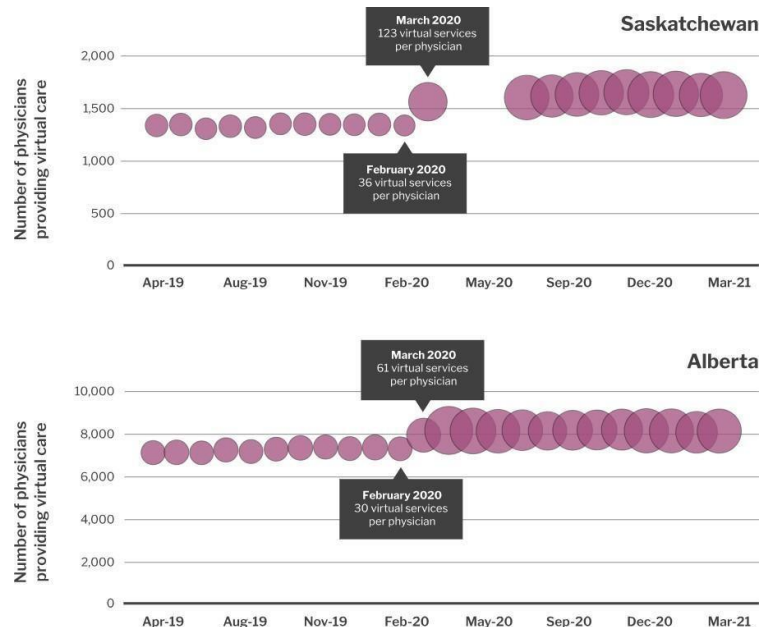 March 2020
123 virtual services
per physician
Saskatchewan
Number of physicians
providing virtual care
2,000
1,500
1,000
500
0
February 2020
36 virtual services
per physician
Apr-19 Aug-19 Nov-19 Feb-20 May-20 Sep-20 Dec-20 Mar-21
March 2020
61 virtual services
per physician
Alberta
Number of physicians
providing virtual care
10,000
8,000
6,000
4,000
2,000
0
February 2020
30 virtual services
per physician
Apr-19 Aug-19 Nov-19 Feb-20 May-20 Sep-20 Dec-20 Mar-21